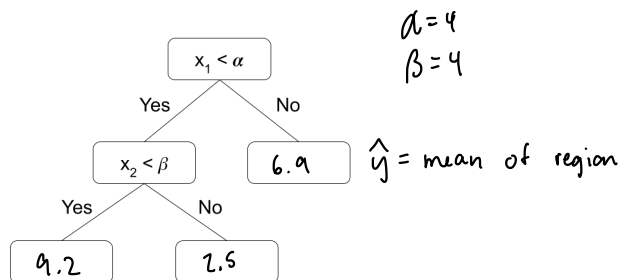 α = 4
β = 4
x₁ < α
Yes
No
x₂ < β
6.9
ŷ = mean of region
Yes
No
9.2
2.5